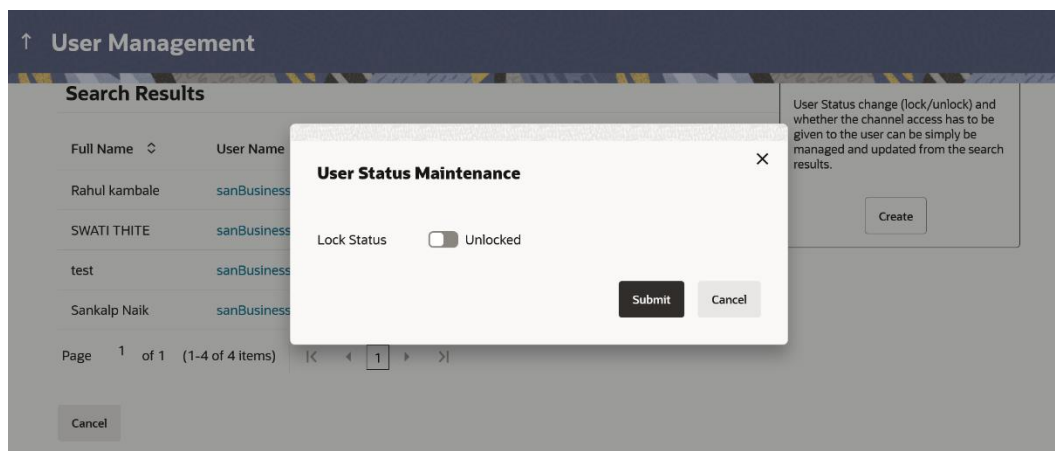 ↑ User Management
Search Results
User Status change (lock/unlock) and
whether the channel access has to be
given to the user can be simply be
managed and updated from the search
results.
Create
Full Name User Name
Rahul kambale sanBusiness
SWATI THITE sanBusiness
test sanBusiness
Sankalp Naik sanBusiness
User Status Maintenance
Lock Status Unlocked
Submit Cancel
Page 1 of 1 (1-4 of 4 items) 1
Cancel